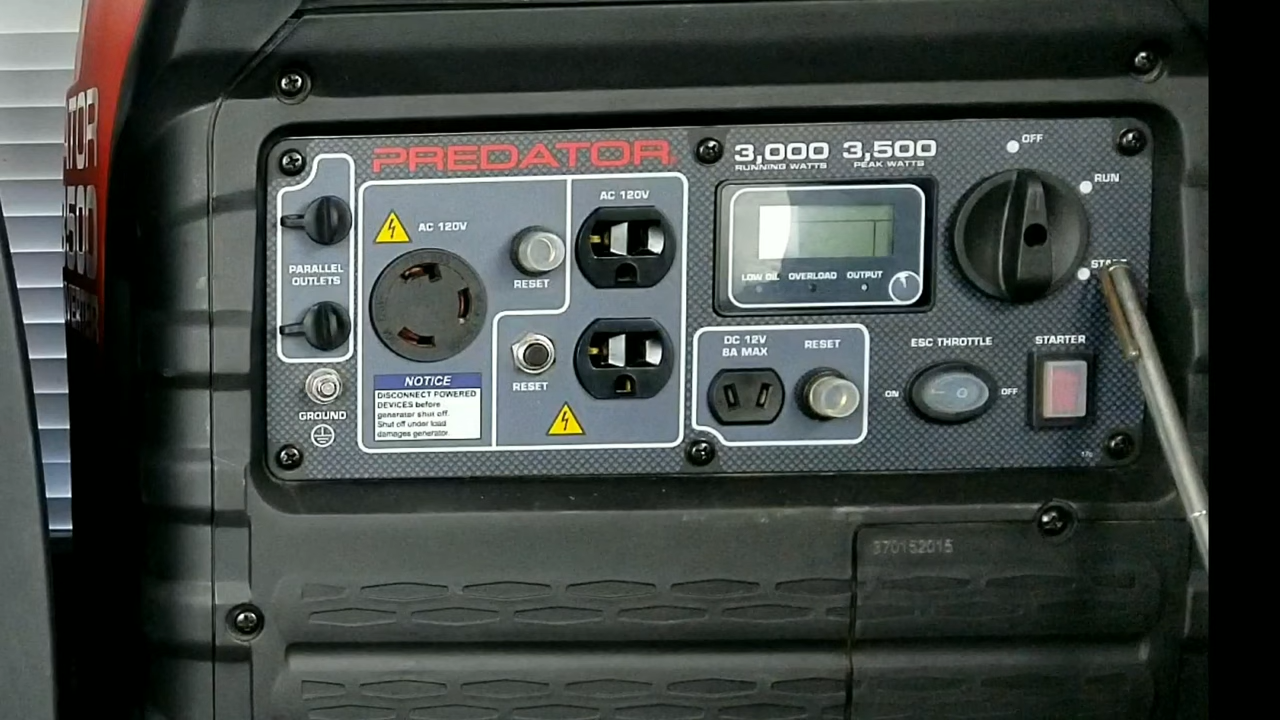 PREDATOR
3,000 3,500
RUNNING WATTS PEAK WATTS
OFF
RUN
START
AC 120V
AC 120V
RESET
PARALLEL
OUTLETS
LOW OIL OVERLOAD OUTPUT
RESET
DC 12V
8A MAX
RESET
ESC THROTTLE
STARTER
ON
OFF
GROUND
NOTICE
DISCONNECT POWERED
DEVICES before
generator shut off.
Shut off under load
damages generator.
370152015